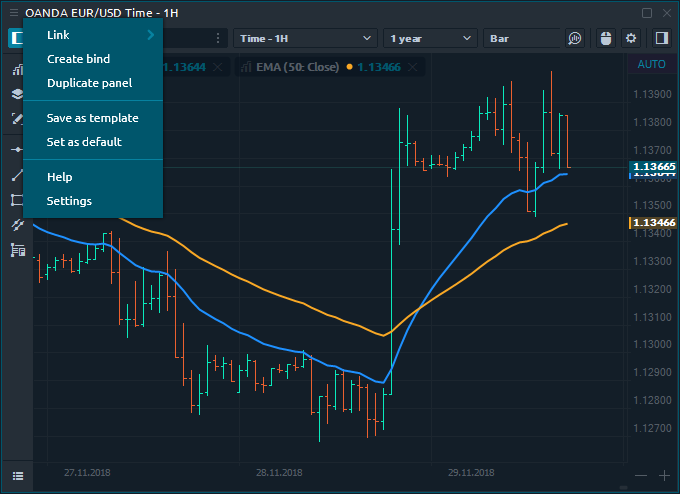 OANDA EUR/USD Time - 1H
Link
Create bind
Duplicate panel
Save as template
Set as default
Help
Settings
Time - 1H
1 year
Bar
1.13644
EMA (50: Close)
1.13466
AUTO
1.13900
1.13800
1.13700
1.13665
1.13500
1.13466
1.13400
1.13300
1.13200
1.13100
1.13000
1.12900
1.12800
1.12700
27.11.2018
28.11.2018
29.11.2018